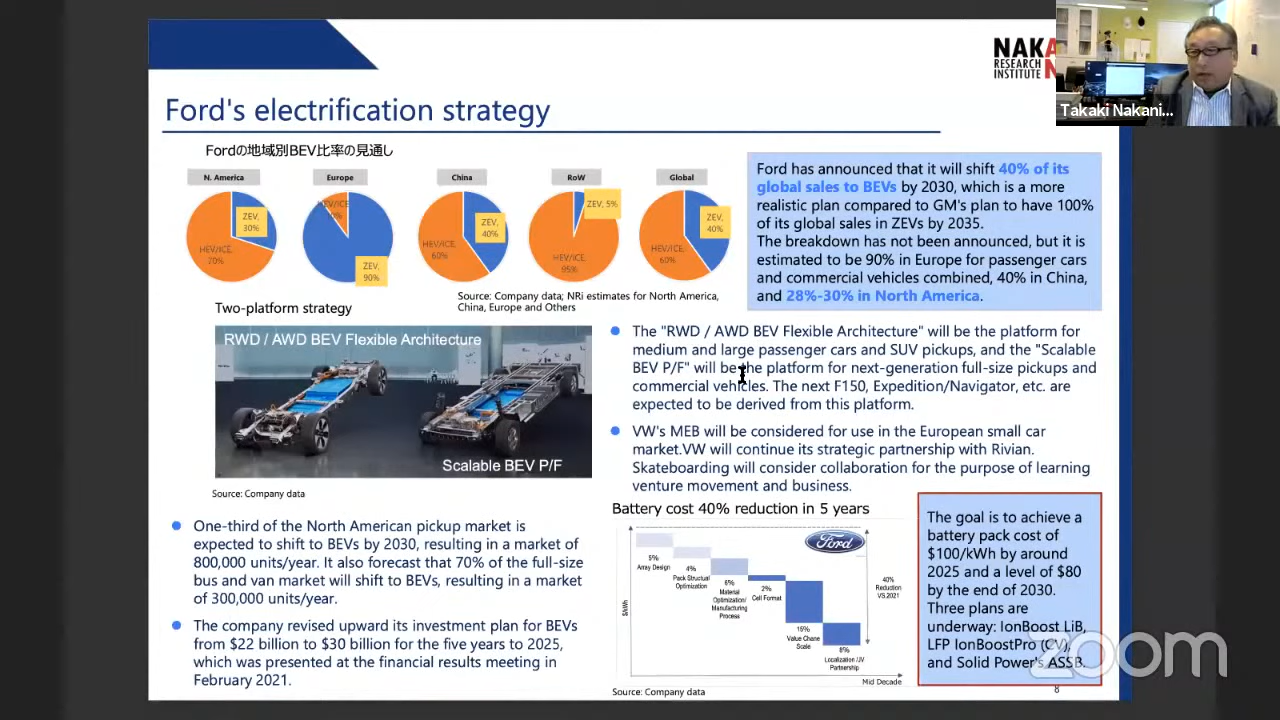 NAKA
RESEARCH
INSTITUTE N
Takaki Nakani...
Ford's electrification strategy
Fordの地域別BEV比率の見通し
N. America
Europe
China
RoW
Global
ZEV, 30%
HEV/ICE, 70%
HEV/ICE
ZEV, 90%
ZEV, 40%
HEV/ICE, 60%
ZEV, 5%
HEV/ICE, 95%
ZEV, 40%
HEV/ICE, 60%
Source: Company data; NRi estimates for North America,
China, Europe and Others
Ford has announced that it will shift 40% of its
global sales to BEVs by 2030, which is a more
realistic plan compared to GM's plan to have 100%
of its global sales in ZEVs by 2035.
The breakdown has not been announced, but it is
estimated to be 90% in Europe for passenger cars
and commercial vehicles combined, 40% in China,
and 28%-30% in North America.
Two-platform strategy
RWD / AWD BEV Flexible Architecture
Scalable BEV P/F
Source: Company data
The "RWD / AWD BEV Flexible Architecture" will be the platform for
medium and large passenger cars and SUV pickups, and the "Scalable
BEV P/F" will be the platform for next-generation full-size pickups and
commercial vehicles. The next F150, Expedition/Navigator, etc. are
expected to be derived from this platform.
VW's MEB will be considered for use in the European small car
market.VW will continue its strategic partnership with Rivian.
Skateboarding will consider collaboration for the purpose of learning
venture movement and business.
One-third of the North American pickup market is
expected to shift to BEVs by 2030, resulting in a market of
800,000 units/year. It also forecast that 70% of the full-size
bus and van market will shift to BEVs, resulting in a market
of 300,000 units/year.
The company revised upward its investment plan for BEVs
from $22 billion to $30 billion for the five years to 2025,
which was presented at the financial results meeting in
February 2021.
Battery cost 40% reduction in 5 years
Ford
$/kWh
5%
Array Design
4%
Pack Structual
Optimization
6%
Material
Optimization/
Manufacturing
Process
2%
Cell Format
15%
Value Chane
Scale
8%
Localization /JV
Partnership
40%
Reduction
VS.2021
Mid Decade
Source: Company data
The goal is to achieve a
battery pack cost of
$100/kWh by around
2025 and a level of $80
by the end of 2030.
Three plans are
underway: IonBoost LiB,
LFP IonBoostPro (CV),
and Solid Power's ASSB.
zoom
8